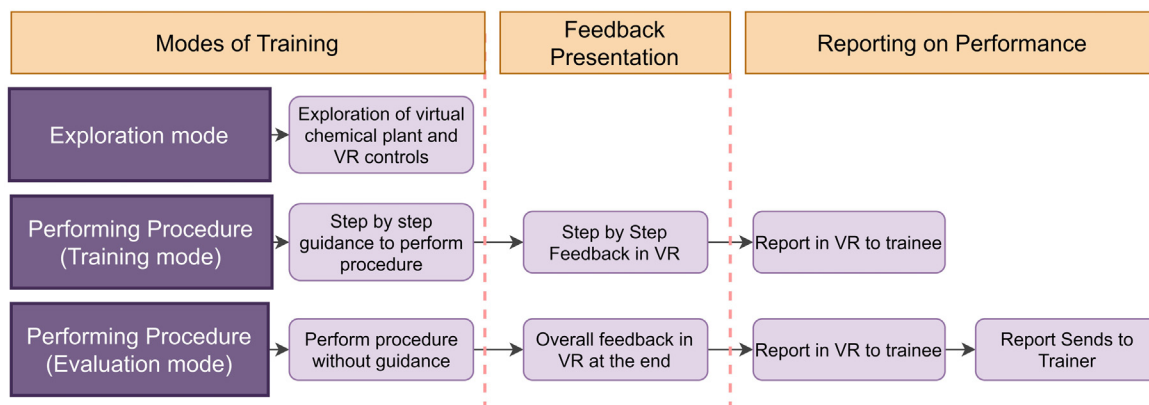 Modes of Training
Feedback
Presentation
Reporting on Performance
Exploration mode
Exploration of virtual
chemical plant and
VR controls
Performing Procedure
(Training mode)
Step by step
guidance to perform
procedure
Step by Step
Feedback in VR
Report in VR to trainee
Performing Procedure
(Evaluation mode)
Perform procedure
without guidance
Overall feedback in
VR at the end
Report in VR to trainee
Report Sends to
Trainer